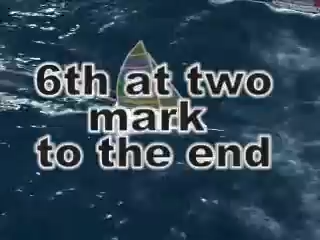 6th at two
mark
to the end